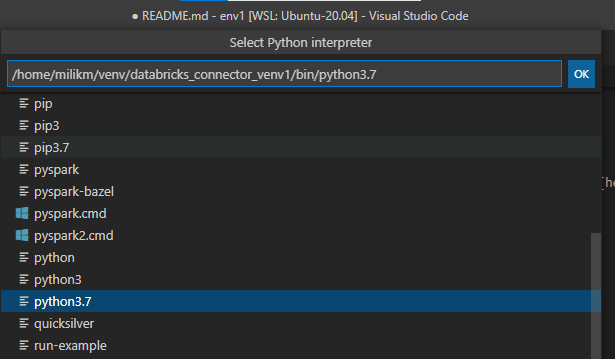 ● README.md - env1 [WSL: Ubuntu-20.04] - Visual Studio Code
Select Python interpreter
/home/milikm/venv/databricks_connector_venv1/bin/python3.7
OK
pip
pip3
pip3.7
pyspark
pyspark-bazel
pyspark.cmd
pyspark2.cmd
python
python3
python3.7
quicksilver
run-example